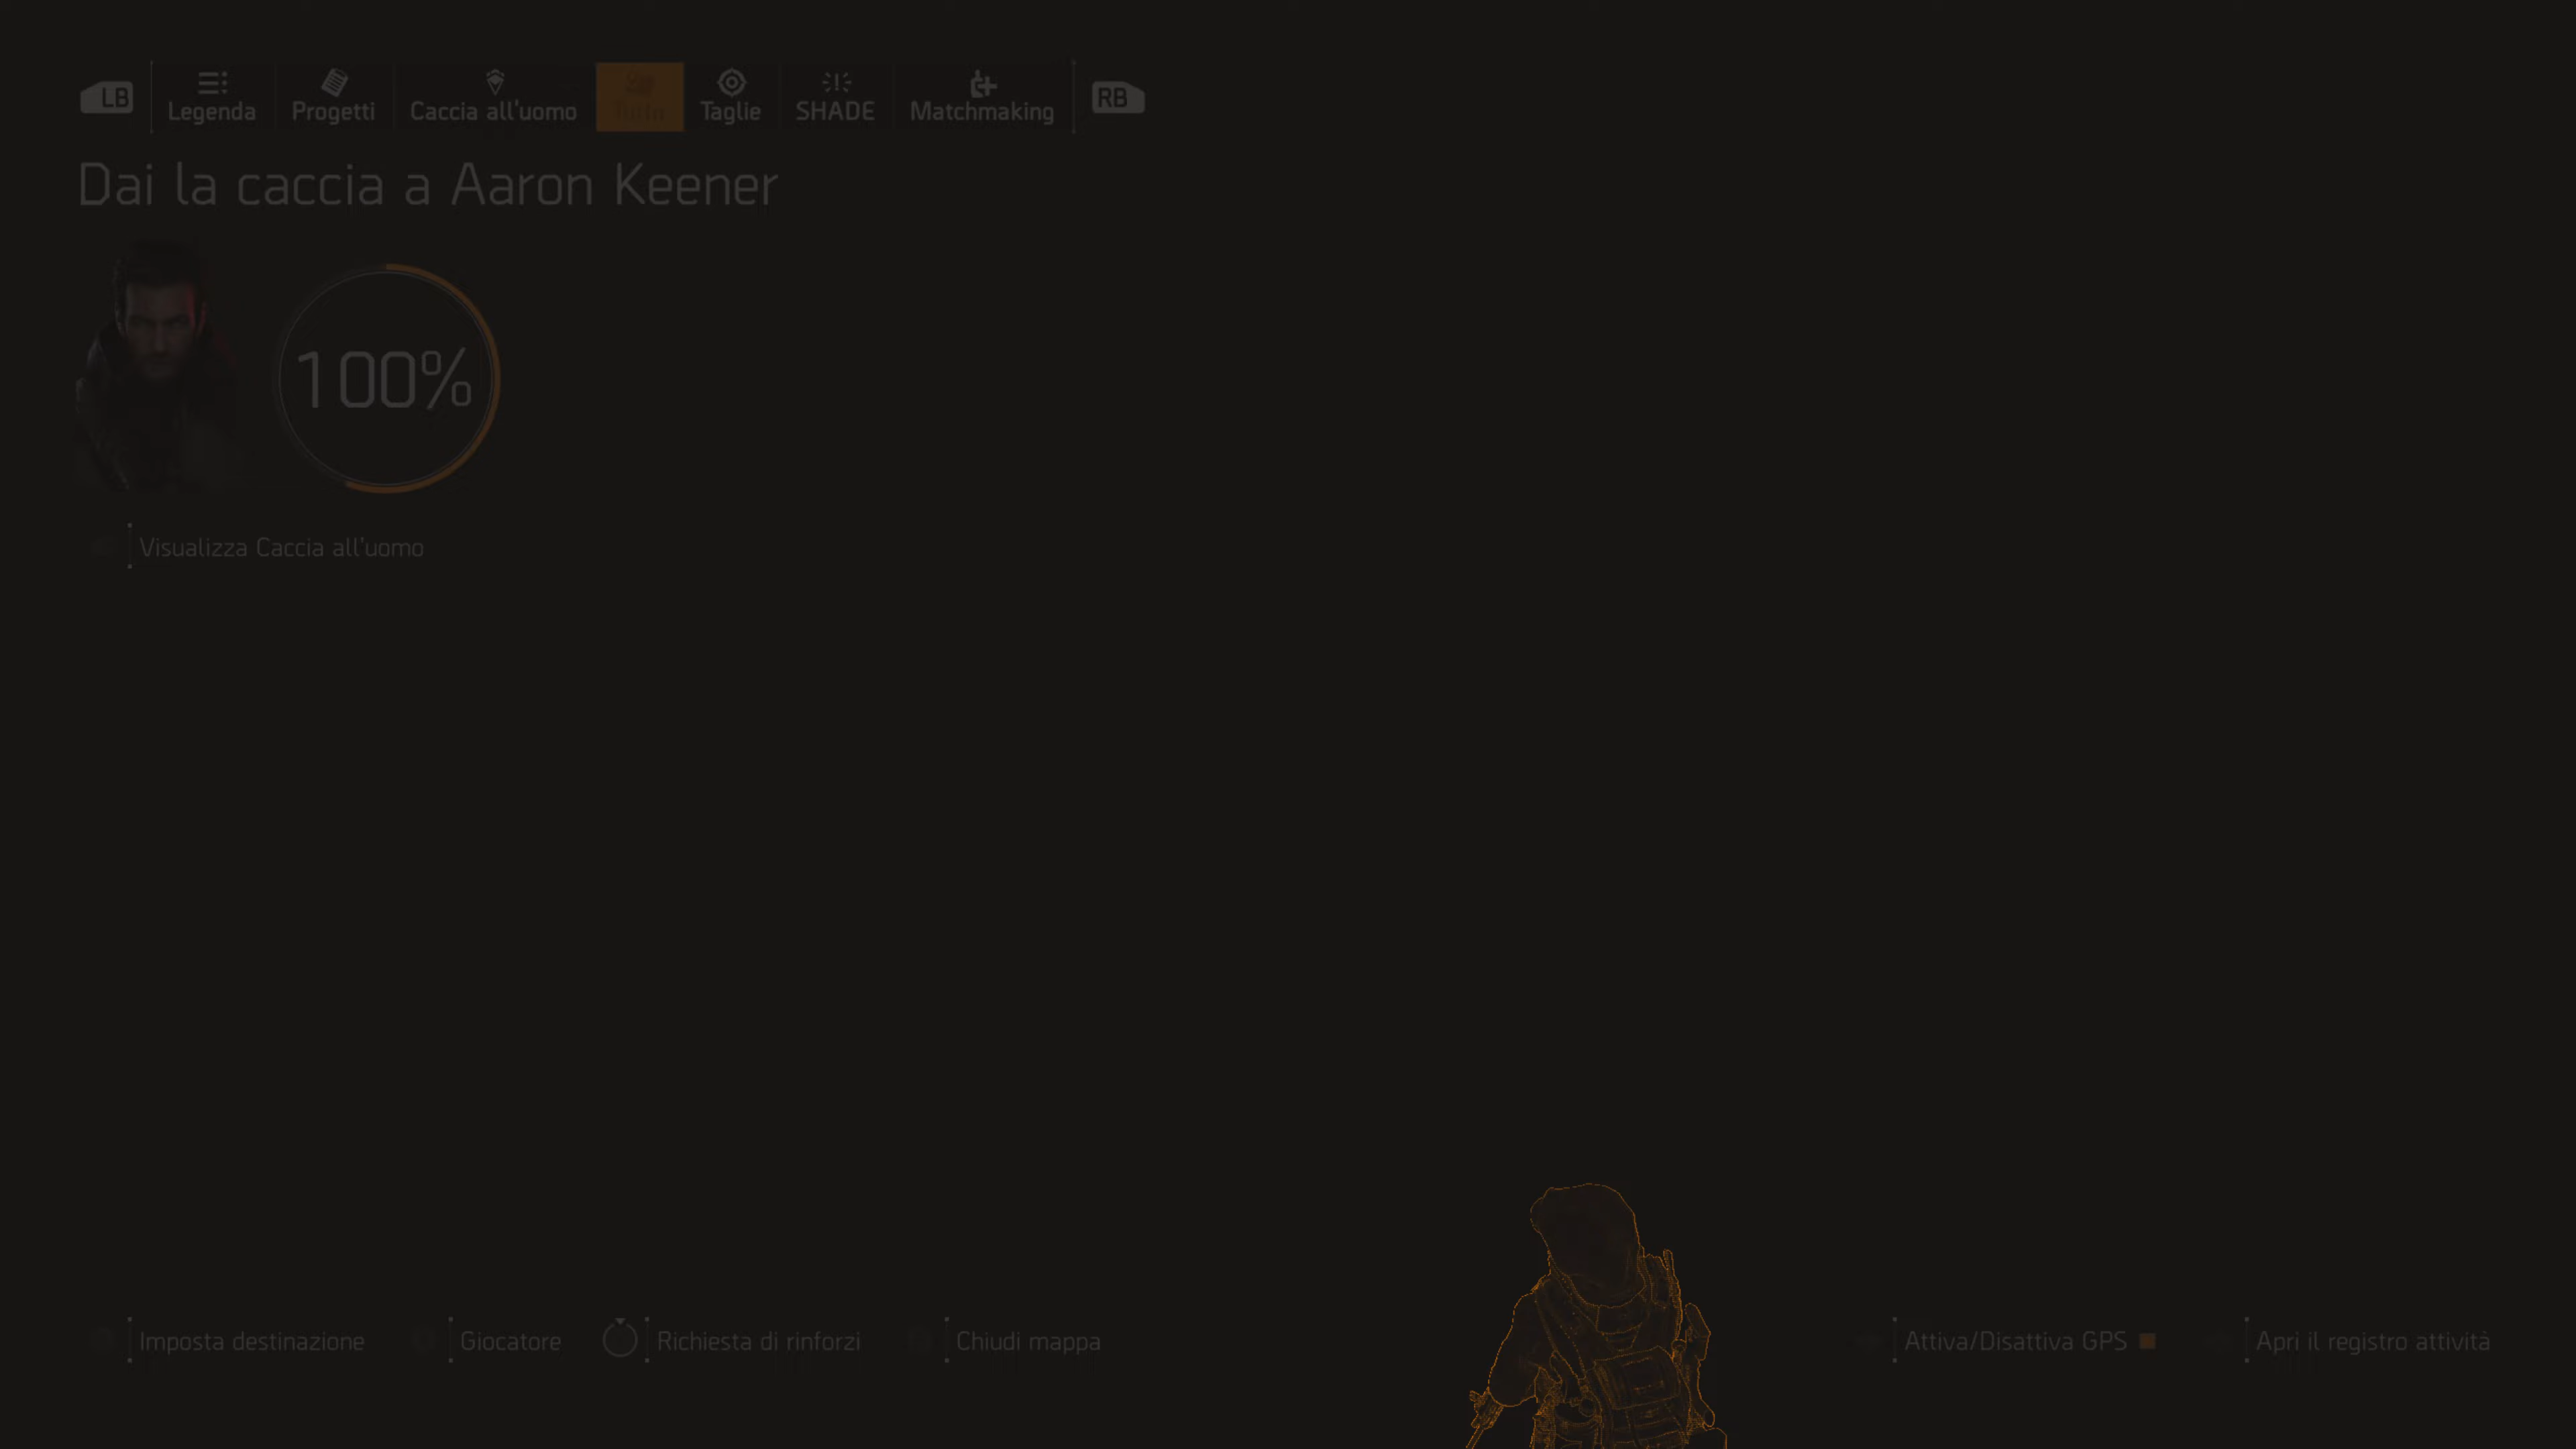 LB
Legenda
Progetti
Caccia all'uomo
Tutto
Taglie
SHADE
Matchmaking
RB
Dai la caccia a Aaron Keener
100%
Visualizza Caccia all'uomo
Imposta destinazione
Giocatore
Richiesta di rinforzi
Chiudi mappa
Attiva/Disattiva GPS
Apri il registro attività